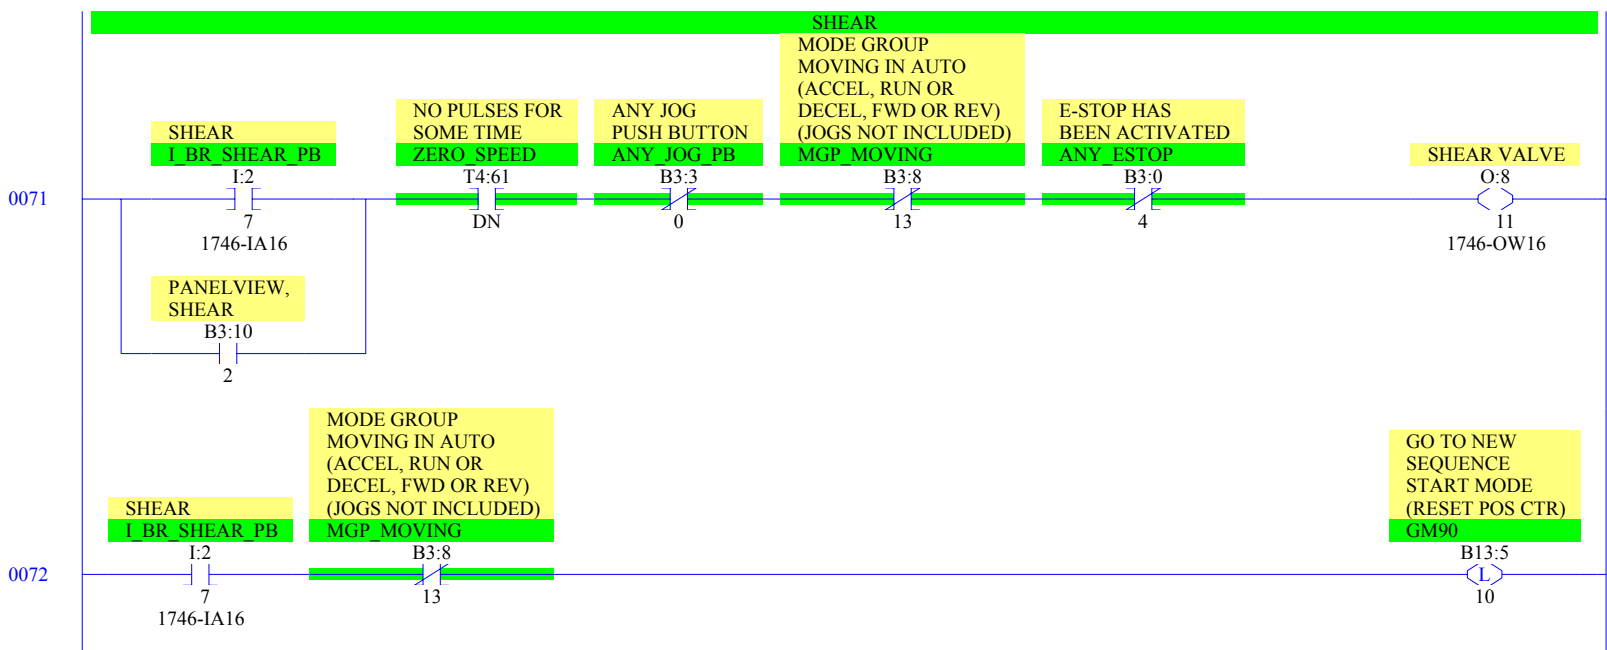 SHEAR
0071
SHEAR
I_BR_SHEAR_PB
I:2
7
1746-IA16
PANELVIEW,
SHEAR
B3:10
2
NO PULSES FOR
SOME TIME
ZERO_SPEED
T4:61
DN
ANY JOG
PUSH BUTTON
ANY_JOG_PB
B3:3
0
MODE GROUP
MOVING IN AUTO
(ACCEL, RUN OR
DECEL, FWD OR REV)
(JOGS NOT INCLUDED)
MGP_MOVING
B3:8
13
E-STOP HAS
BEEN ACTIVATED
ANY_ESTOP
B3:0
4
SHEAR VALVE
O:8
11
1746-OW16
0072
SHEAR
I_BR_SHEAR_PB
I:2
7
1746-IA16
MODE GROUP
MOVING IN AUTO
(ACCEL, RUN OR
DECEL, FWD OR REV)
(JOGS NOT INCLUDED)
MGP_MOVING
B3:8
13
GO TO NEW
SEQUENCE
START MODE
(RESET POS CTR)
GM90
B13:5
L
10